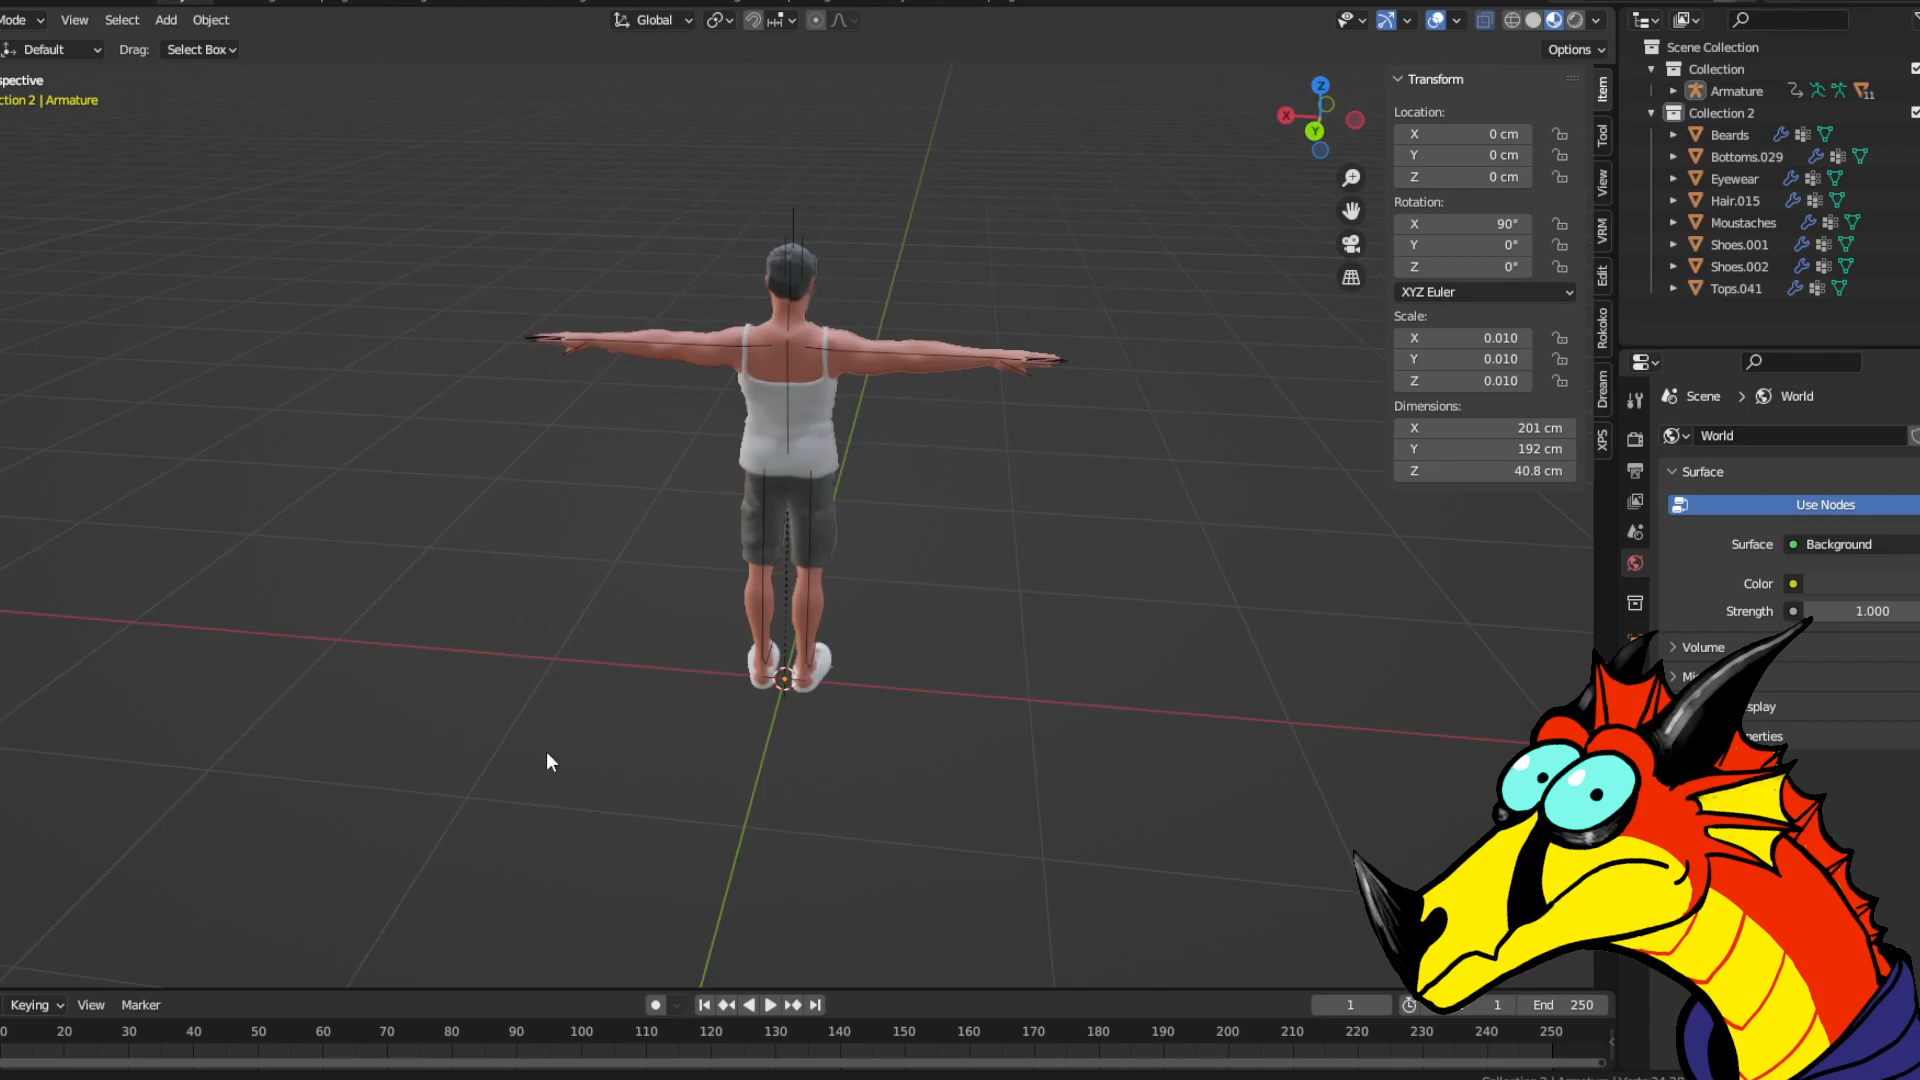 Mode View Select Add Object Global
Default Drag: Select Box Options
spective
ction 2 | Armature
X
Y
Z
Transform
Location:
X 0 cm
Y 0 cm
Z 0 cm
Rotation:
X 90°
Y 0°
Z 0°
XYZ Euler
Scale:
X 0.010
Y 0.010
Z 0.010
Dimensions:
X 201 cm
Y 192 cm
Z 40.8 cm
Item
Tool
View
VRM
Edit
Rokoko
Dream
XPS
Scene Collection
Collection
Armature 11
Collection 2
Beards
Bottoms.029
Eyewear
Hair.015
Moustaches
Shoes.001
Shoes.002
Tops.041
Scene > World
World
Surface
Use Nodes
Surface Background
Color
Strength 1.000
Volume
splay
perties
Keying View Marker 1 1 End 250
0 20 30 40 50 60 70 80 90 100 110 120 130 140 150 160 170 180 190 200 210 220 230 240 250